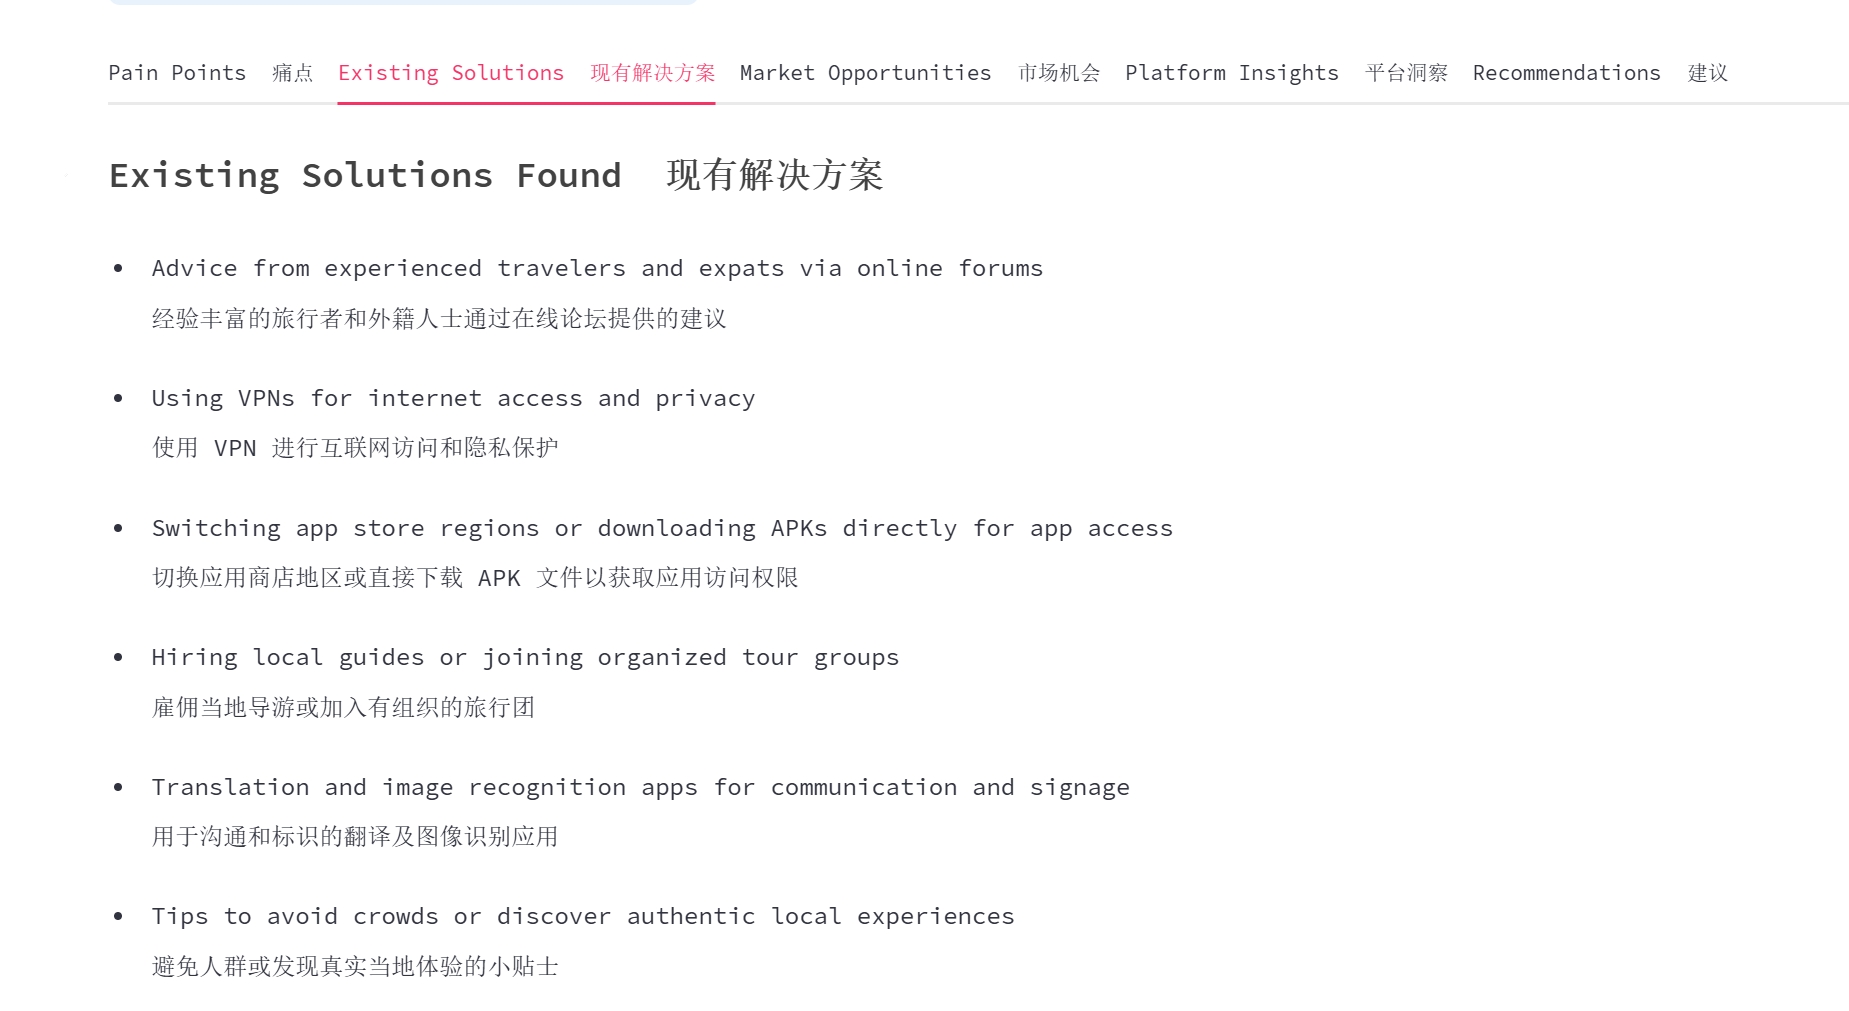 Pain Points 痛点 Existing Solutions 现有解决方案 Market Opportunities 市场机会 Platform Insights 平台洞察 Recommendations 建议
Existing Solutions Found 现有解决方案
Advice from experienced travelers and expats via online forums
经验丰富的旅行者和外籍人士通过在线论坛提供的建议
Using VPNs for internet access and privacy
使用 VPN 进行互联网访问和隐私保护
Switching app store regions or downloading APKs directly for app access
切换应用商店地区或直接下载 APK 文件以获取应用访问权限
Hiring local guides or joining organized tour groups
雇佣当地导游或加入有组织的旅行团
Translation and image recognition apps for communication and signage
用于沟通和标识的翻译及图像识别应用
Tips to avoid crowds or discover authentic local experiences
避免人群或发现真实当地体验的小贴士